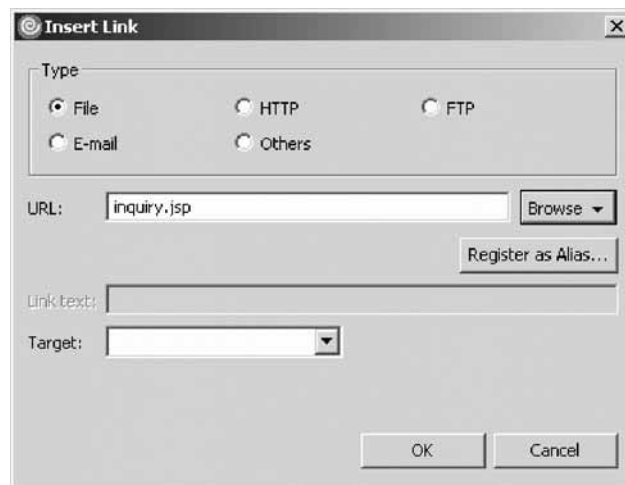 Insert Link
Type
File HTTP FTP
E-mail Others
URL: inquiry.jsp Browse
Register as Alias...
Link text:
Target:
OK Cancel